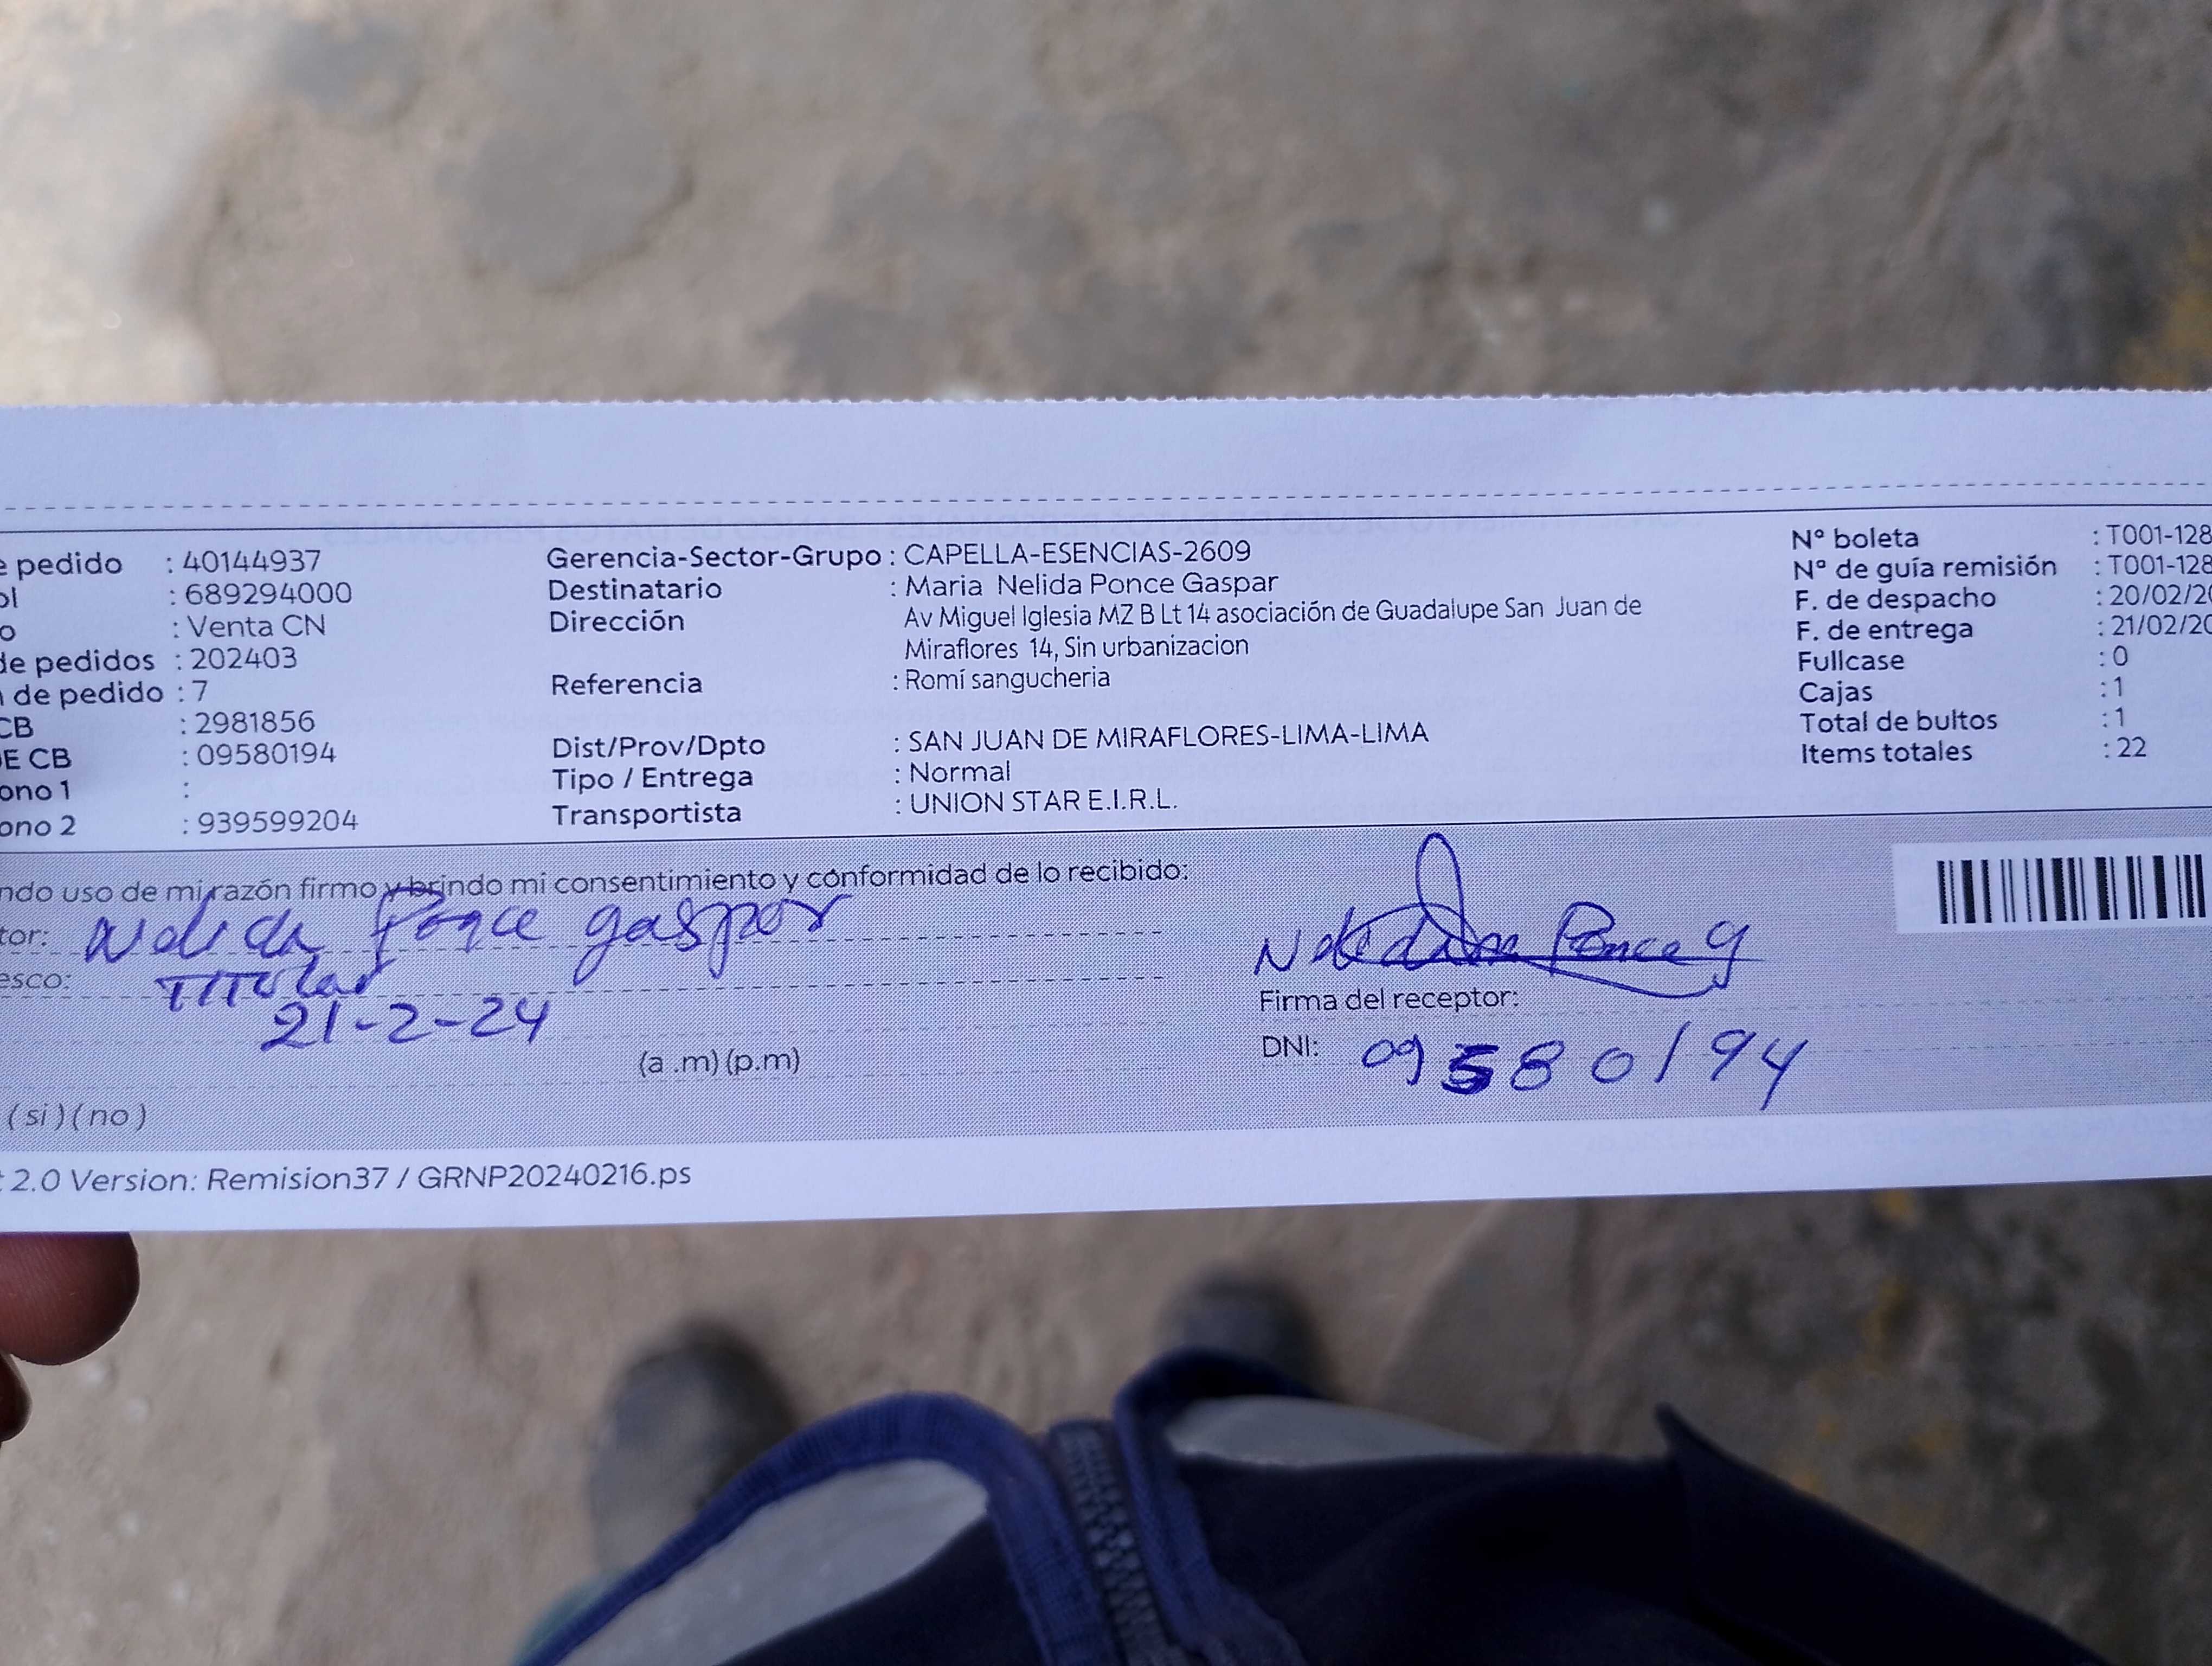 e pedido : 40144937
ol : 689294000
o : Venta CN
de pedidos : 202403
de pedido : 7
CB : 2981856
E CB : 09580194
ono 1 :
ono 2 : 939599204
Gerencia-Sector-Grupo : CAPELLA-ESENCIAS-2609
Destinatario : Maria Nelida Ponce Gaspar
Dirección Av Miguel Iglesia MZ B Lt 14 asociación de Guadalupe San Juan de
Miraflores 14, Sin urbanizacion
Referencia : Romí sangucheria
Dist/Prov/Dpto : SAN JUAN DE MIRAFLORES-LIMA-LIMA
Tipo / Entrega : Normal
Transportista : UNION STAR E.I.R.L.
Nº boleta : T001-128
Nº de guía remisión : T001-128
F. de despacho : 20/02/20
F. de entrega : 21/02/20
Fullcase : 0
Cajas : 1
Total de bultos : 1
Items totales : 22
ndo uso de mi razón firmo y brindo mi consentimiento y conformidad de lo recibido:
tor: Nelida Ponce gaspar
esco: TITULar
21-2-24
(a .m) (p.m)
(si) (no)
Ponce g
Firma del receptor:
DNI: 09580194
2.0 Version: Remision37 / GRNP20240216.ps